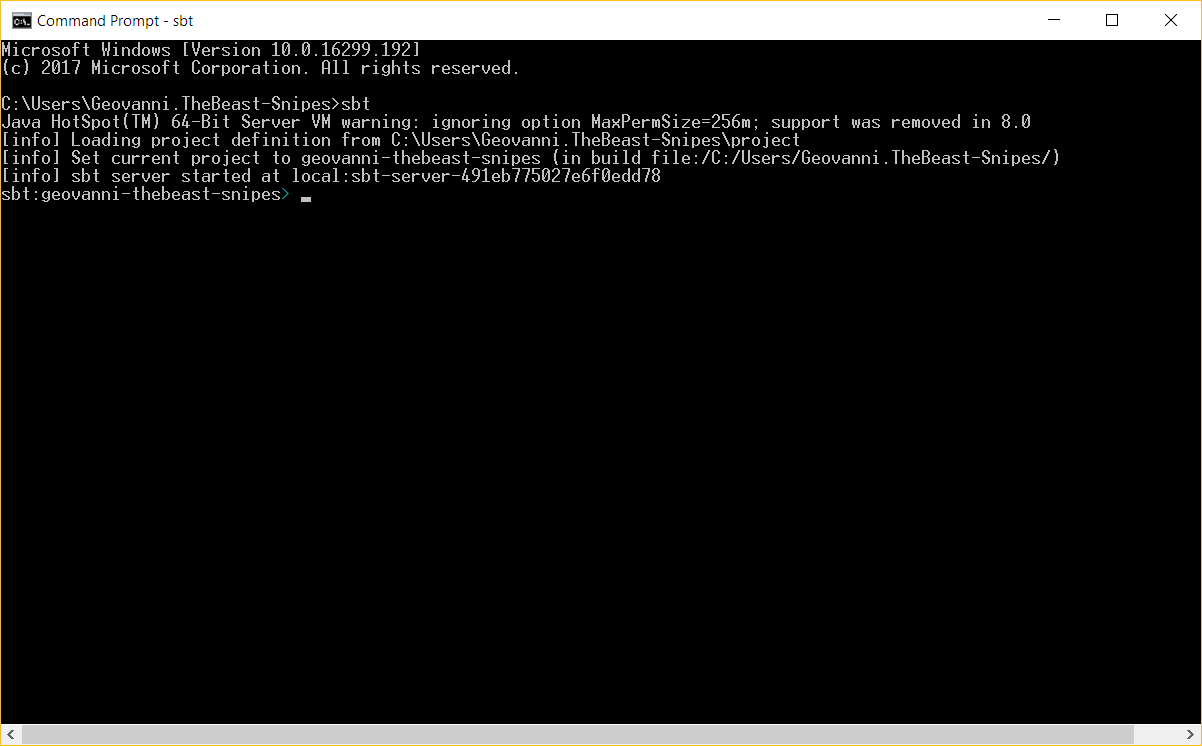 Command Prompt - sbt
Microsoft Windows [Version 10.0.16299.192]
(c) 2017 Microsoft Corporation. All rights reserved.
C:\Users\Geovanni.TheBeast-Snipes>sbt
Java HotSpot(TM) 64-Bit Server VM warning: ignoring option MaxPermSize=256m; support was removed in 8.0
[info] Loading project definition from C:\Users\Geovanni.TheBeast-Snipes\project
[info] Set current project to geovanni-thebeast-snipes (in build file:/C:/Users/Geovanni.TheBeast-Snipes/)
[info] sbt server started at local:sbt-server-491eb775027e6f0edd78
sbt:geovanni-thebeast-snipes>